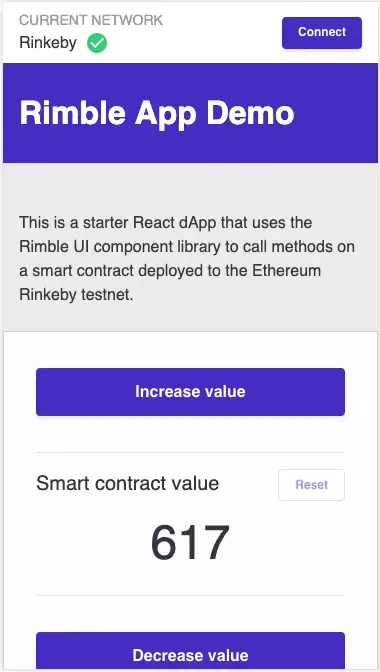 CURRENT NETWORK
Rinkeby
Connect
Rimble App Demo
This is a starter React dApp that uses the
Rimble UI component library to call methods on
a smart contract deployed to the Ethereum
Rinkeby testnet.
Increase value
Smart contract value
Reset
617
Decrease value